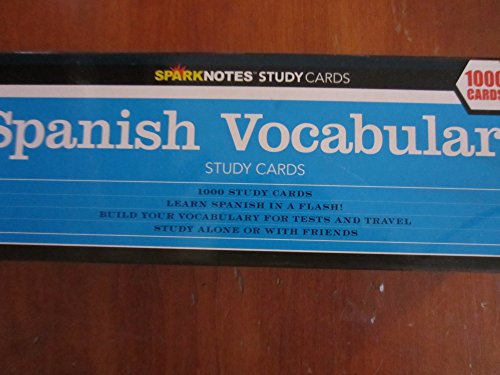 SPARKNOTES™ STUDY CARDS
1000
CARDS
Spanish Vocabular
STUDY CARDS
1000 STUDY CARDS
LEARN SPANISH IN A FLASH!
BUILD YOUR VOCABULARY FOR TESTS AND TRAVEL
STUDY ALONE OR WITH FRIENDS